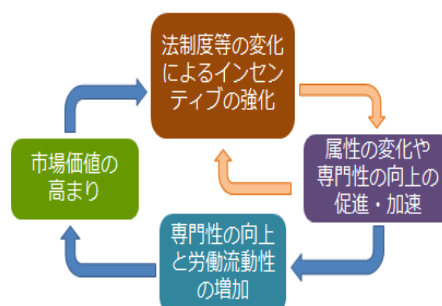 法制度等の変化
によるインセン
ティブの強化
属性の変化や
専門性の向上の
促進・加速
専門性の向上
と労働流動性
の増加
市場価値の
高まり